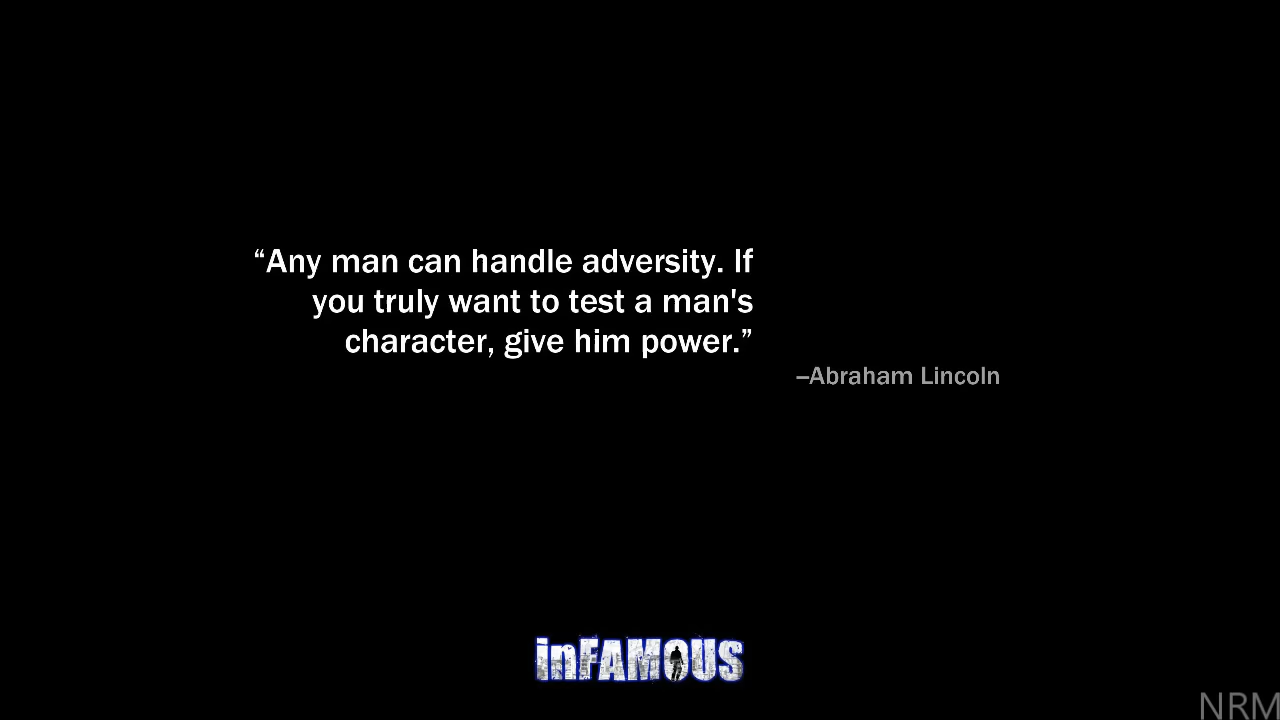 “Any man can handle adversity. If
you truly want to test a man's
character, give him power.”
–Abraham Lincoln
inFAMOUS
NRM